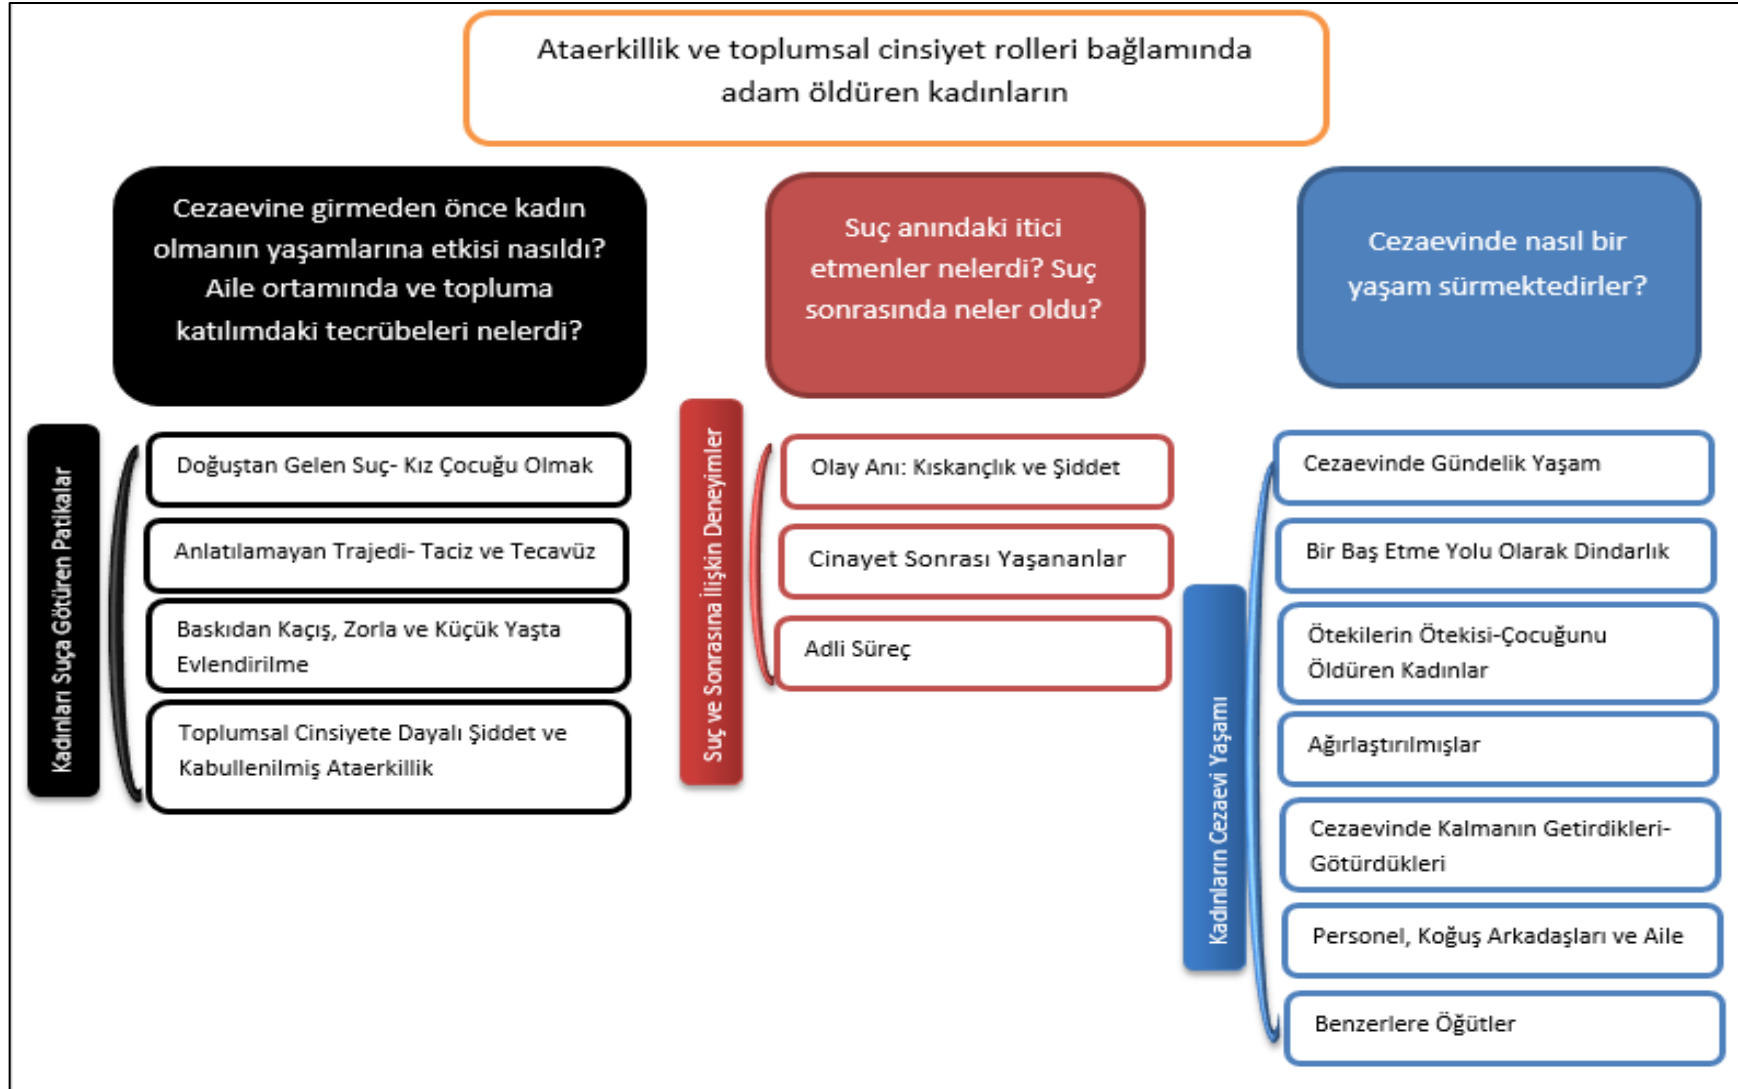 Ataerkillik ve toplumsal cinsiyet rolleri bağlamında
adam öldüren kadınların
Cezaevine girmeden önce kadın
olmanın yaşamlarına etkisi nasıldı?
Aile ortamında ve topluma
katılımdaki tecrübeleri nelerdi?
Kadınları Suça Götüren Patikalar
Doğuştan Gelen Suç- Kız Çocuğu Olmak
Anlatılamayan Trajedi- Taciz ve Tecavüz
Baskıdan Kaçış, Zorla ve Küçük Yaşta
Evlendirilme
Toplumsal Cinsiyete Dayalı Şiddet ve
Kabullenilmiş Ataerkillik
Suç anındaki itici
etmenler nelerdi? Suç
sonrasında neler oldu?
Suç ve Sonrasına İlişkin Deneyimler
Olay Anı: Kıskançlık ve Şiddet
Cinayet Sonrası Yaşananlar
Adli Süreç
Cezaevinde nasıl bir
yaşam sürmektedirler?
Kadınların Cezaevi Yaşamı
Cezaevinde Gündelik Yaşam
Bir Baş Etme Yolu Olarak Dindarlık
Ötekilerin Ötekisi-Çocuğunu
Öldüren Kadınlar
Ağırlaştırılmışlar
Cezaevinde Kalmanın Getirdikleri-
Götürdükleri
Personel, Koğuş Arkadaşları ve Aile
Benzerlere Öğütler